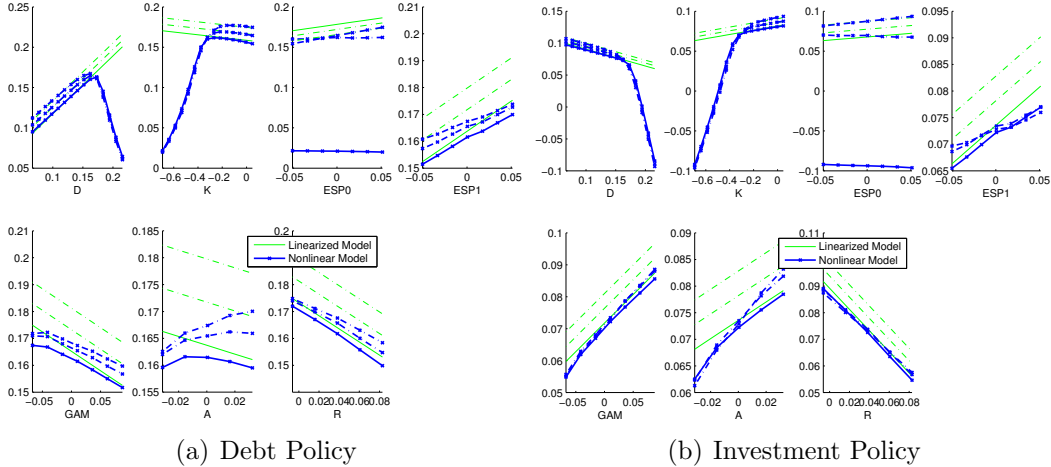 0.25
0.2
0.15
0.1
0.05
0.1 0.15 0.2
D
0.2
0.15
0.1
0.05
0
−0.6 −0.4 −0.2 0
K
0.2
0.15
0.1
0.05
0
−0.05 0 0.05
ESP0
0.2
0.19
0.18
0.17
0.16
0.15
−0.05 0 0.05
ESP1
0.15
0.1
0.05
0
−0.05
−0.1
0.1 0.15 0.2
D
0.1
0.05
0
−0.05
−0.1
−0.6 −0.4 −0.2 0
K
0.1
0.05
0
−0.05
−0.1
−0.05 0 0.05
ESP0
0.095
0.09
0.085
0.08
0.075
0.07
0.065
−0.05 0 0.05
ESP1
0.2
0.19
0.18
0.17
0.16
0.15
−0.05 0 0.05
GAM
0.185
0.18
0.175
0.17
0.165
0.16
0.155
−0.02 0 0.02
A
0.2
0.19
0.18
0.17
0.16
0.15
0 0.02 0.04 0.06 0.08
R
Linearized Model
Nonlinear Model
0.1
0.09
0.08
0.07
0.06
0.05
−0.05 0 0.05
GAM
0.09
0.085
0.08
0.075
0.07
0.065
0.06
−0.02 0 0.02
A
0.11
0.1
0.09
0.08
0.07
0.06
0.05
0 0.02 0.04 0.06 0.08
R
Linearized Model
Nonlinear Model
(a) Debt Policy
(b) Investment Policy